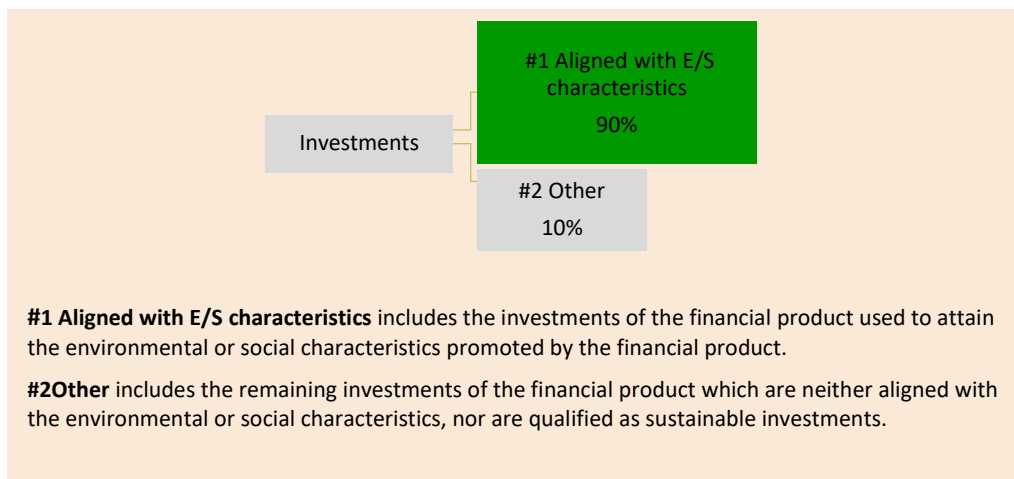 #1 Aligned with E/S
characteristics
90%
Investments
#2 Other
10%
#1 Aligned with E/S characteristics includes the investments of the financial product used to attain
the environmental or social characteristics promoted by the financial product.
#2Other includes the remaining investments of the financial product which are neither aligned with
the environmental or social characteristics, nor are qualified as sustainable investments.